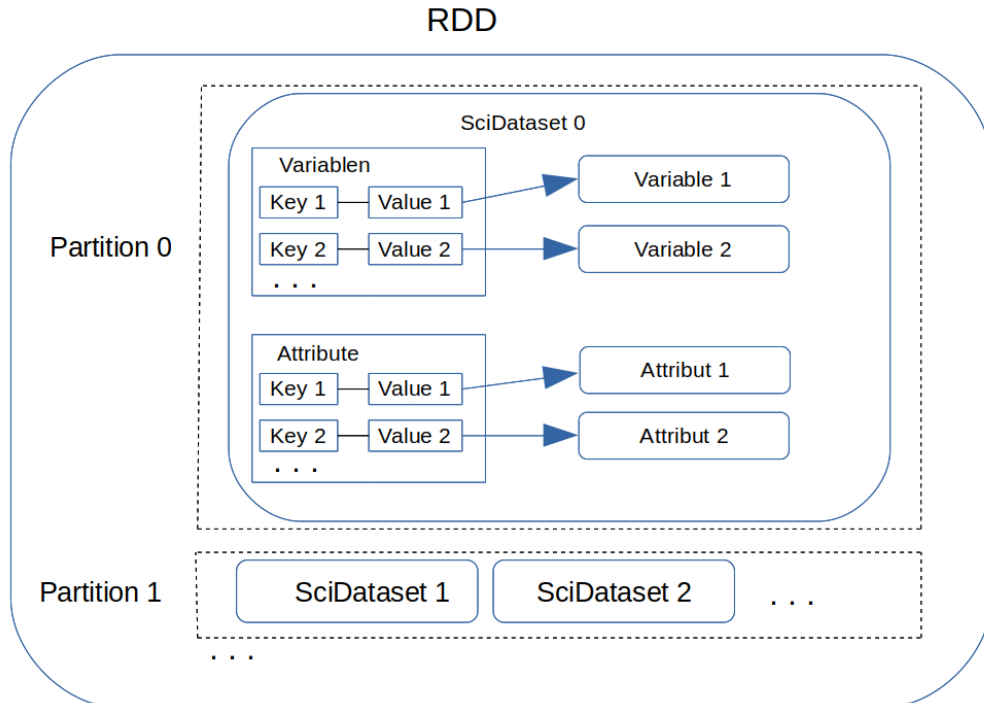 RDD
SciDataset 0
Variablen
Key 1 Value 1 Variable 1
Partition 0
Key 2 Value 2 Variable 2
. . .
Attribute
Key 1 Value 1 Attribut 1
Key 2 Value 2 Attribut 2
. . .
Partition 1 SciDataset 1 SciDataset 2 . . .
. . .